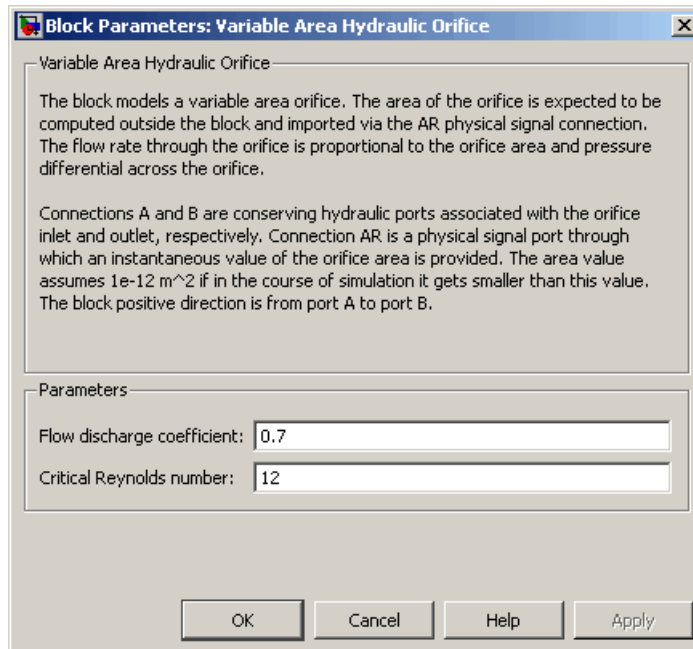 Block Parameters: Variable Area Hydraulic Orifice
Variable Area Hydraulic Orifice
The block models a variable area orifice. The area of the orifice is expected to be
computed outside the block and imported via the AR physical signal connection.
The flow rate through the orifice is proportional to the orifice area and pressure
differential across the orifice.
Connections A and B are conserving hydraulic ports associated with the orifice
inlet and outlet, respectively. Connection AR is a physical signal port through
which an instantaneous value of the orifice area is provided. The area value
assumes 1e-12 m^2 if in the course of simulation it gets smaller than this value.
The block positive direction is from port A to port B.
Parameters
Flow discharge coefficient: 0.7
Critical Reynolds number: 12
OK Cancel Help Apply